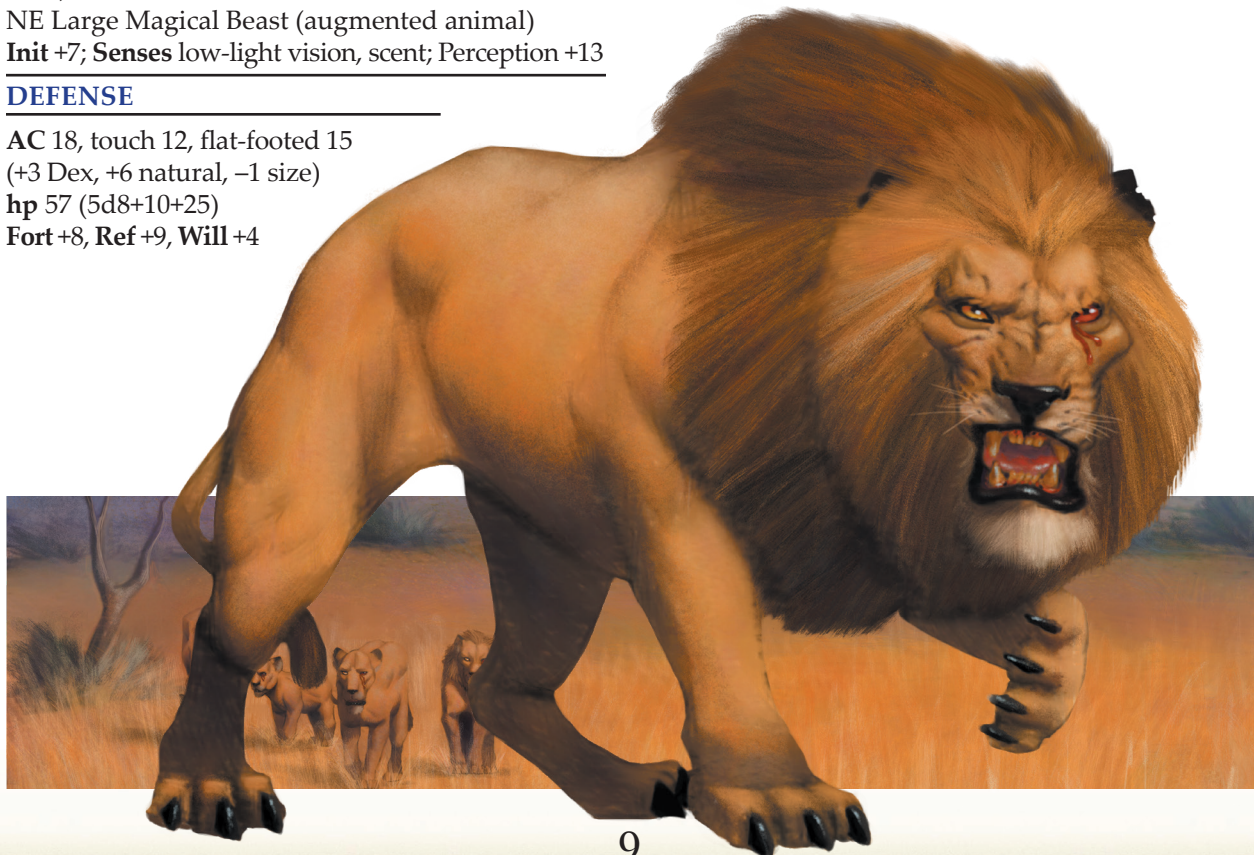 NE Large Magical Beast (augmented animal)
Init +7; Senses low-light vision, scent; Perception +13
DEFENSE
AC 18, touch 12, flat-footed 15
(+3 Dex, +6 natural, –1 size)
hp 57 (5d8+10+25)
Fort +8, Ref +9, Will +4
9